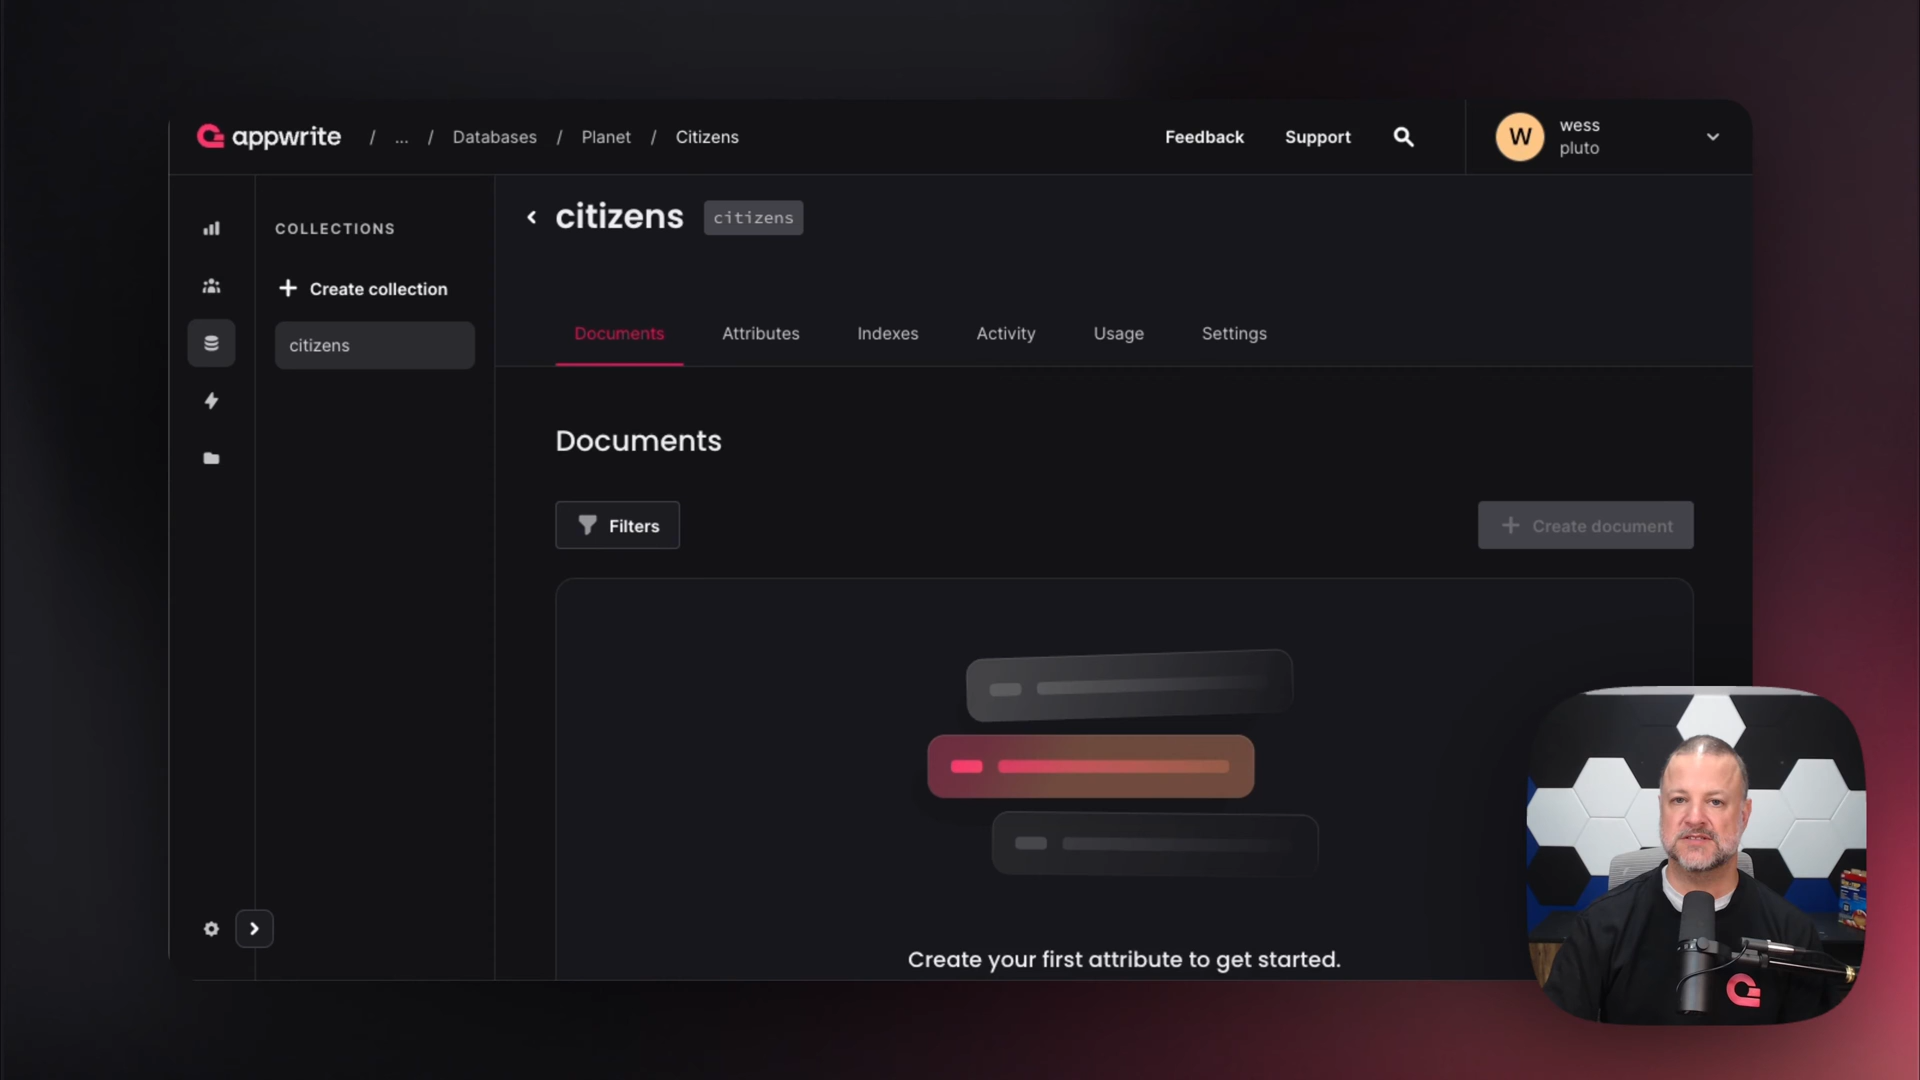 appwrite / ... / Databases / Planet / Citizens
Feedback Support
W wess
pluto
COLLECTIONS
+ Create collection
citizens
citizens citizens
Documents Attributes Indexes Activity Usage Settings
Documents
Filters
+ Create document
Create your first attribute to get started.